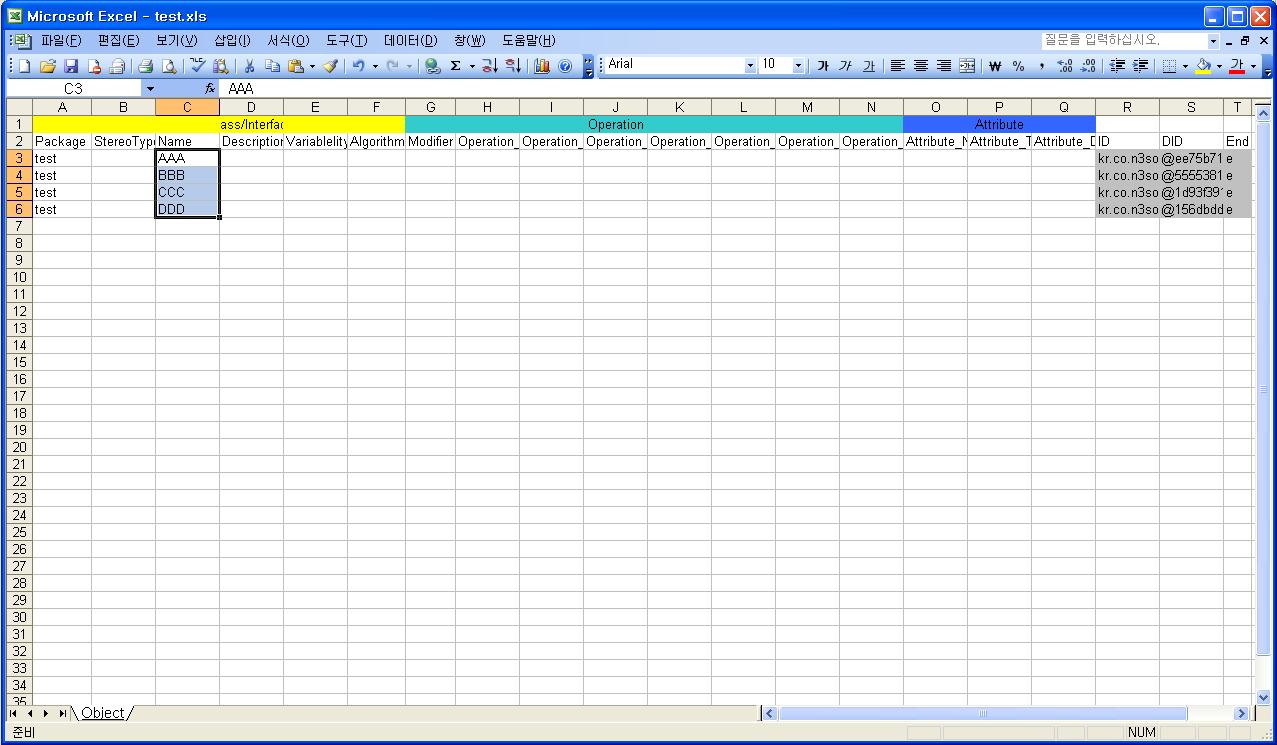 Microsoft Excel - test.xls
파일(F) 편집(E) 보기(V) 삽입(I) 서식(O) 도구(T) 데이터(D) 창(W) 도움말(H) 질문을 입력하십시오.
Arial 10 가 가 가 ₩ % , 가
C3 fx AAA
A B C D E F G H I J K L M N O P Q R S T
1 ass/Interfac Operation Attribute
2 Package StereoTyp Name Description Variablelity Algorithm Modifier Operation_ Operation_ Operation_ Operation_ Operation_ Operation_ Operation_ Attribute_N Attribute_T Attribute_D ID DID End
3 test AAA kr.co.n3so @ee75b71 e
4 test BBB kr.co.n3so @5555381 e
5 test CCC kr.co.n3so @1d93f39 e
6 test DDD kr.co.n3so @156dbdd e
7
8
9
10
11
12
13
14
15
16
17
18
19
20
21
22
23
24
25
26
27
28
29
30
31
32
33
34
35
Object
준비 NUM